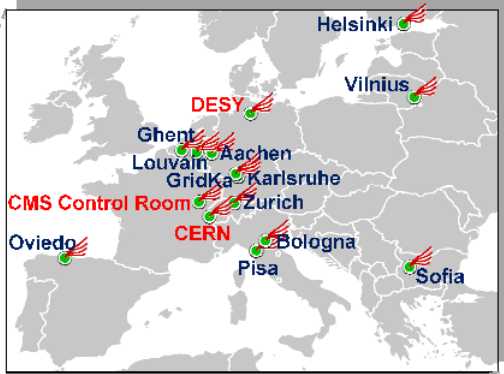 Helsinki
Vilnius
DESY
Ghent
Louvain
Aachen
GridKa
Karlsruhe
CMS Control Room
Zurich
CERN
Oviedo
Bologna
Pisa
Sofia